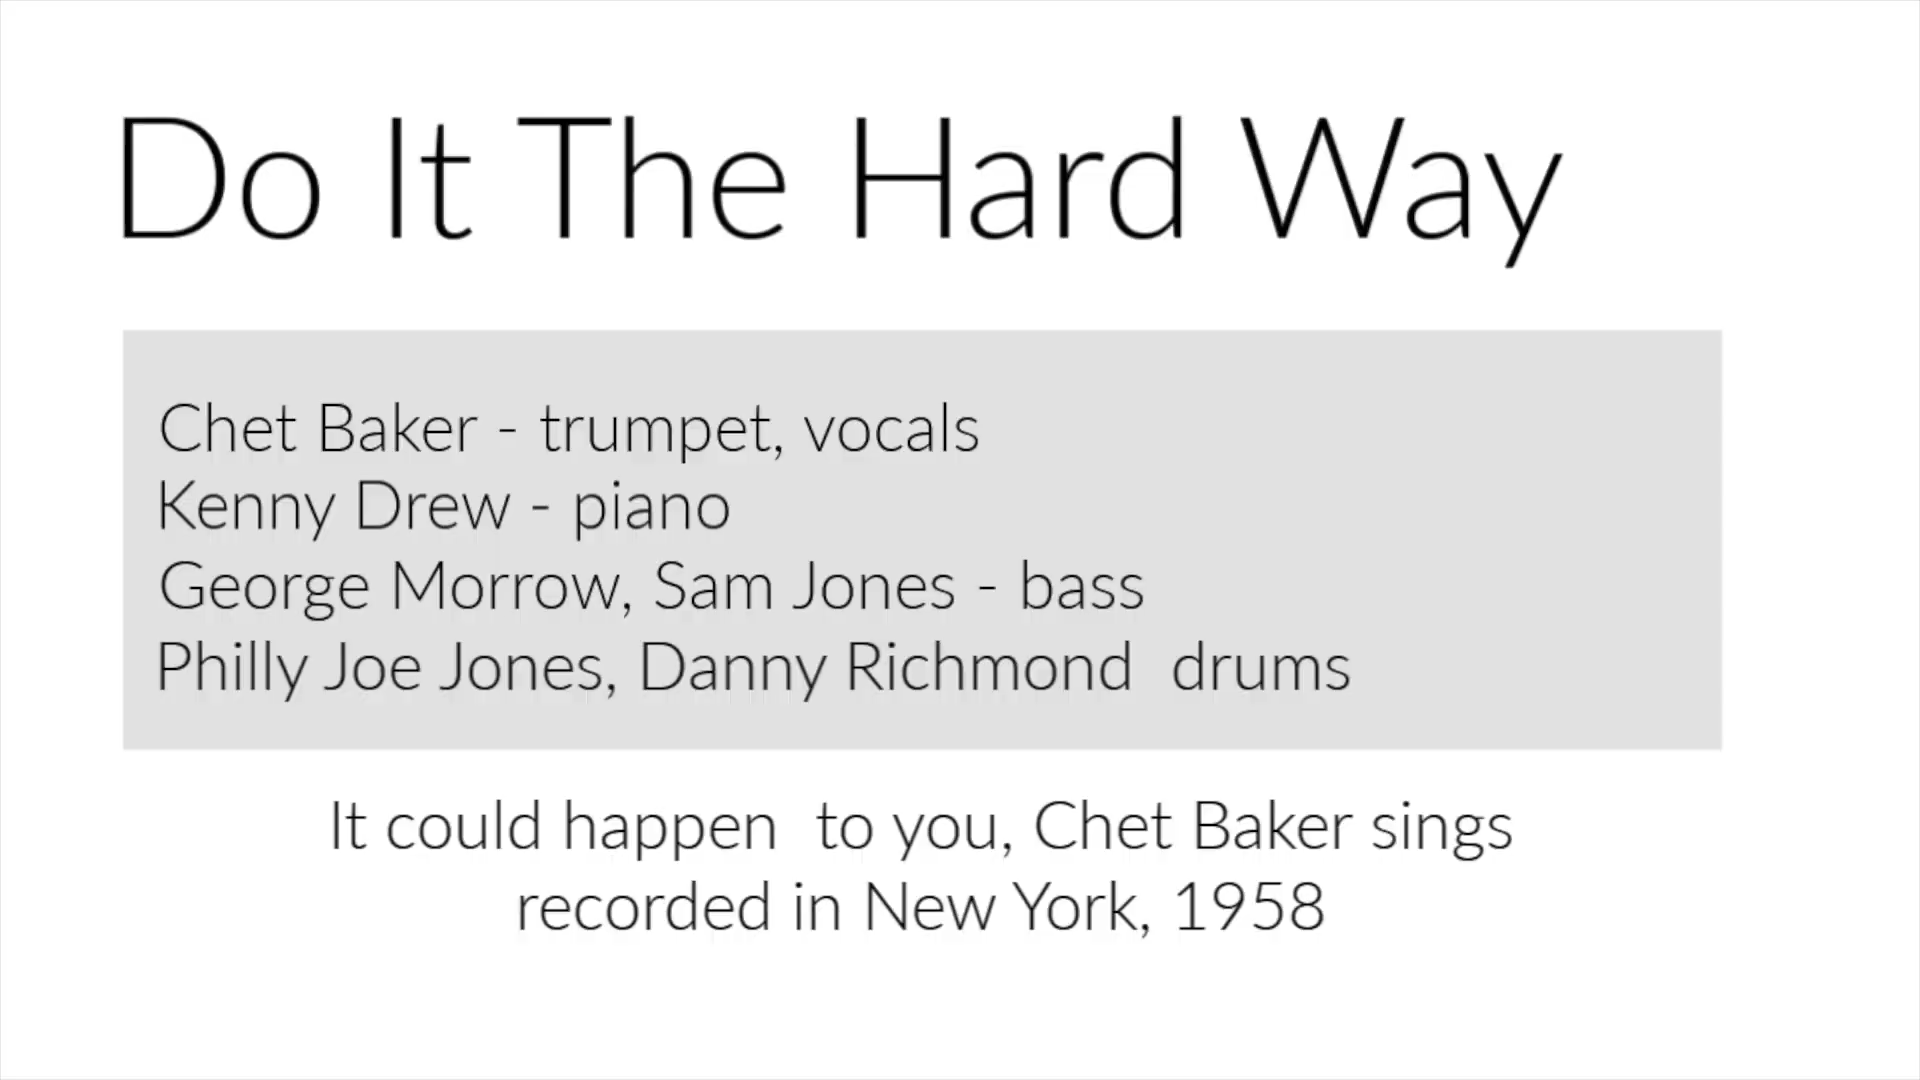 Do It The Hard Way
Chet Baker - trumpet, vocals
Kenny Drew - piano
George Morrow, Sam Jones - bass
Philly Joe Jones, Danny Richmond  drums
It could happen  to you, Chet Baker sings
recorded in New York, 1958